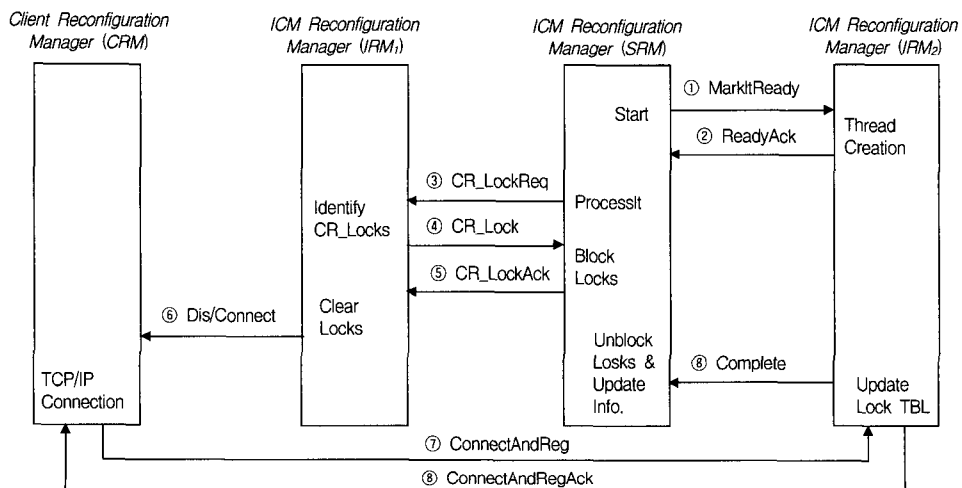 Client Reconfiguration
Manager (CRM)
ICM Reconfiguration
Manager (IRM₁)
ICM Reconfiguration
Manager (SRM)
ICM Reconfiguration
Manager (IRM₂)
Start
① MarkItReady
Thread
Creation
② ReadyAck
③ CR_LockReq
ProcessIt
Identify
CR_Locks
④ CR_Lock
Block
Locks
⑤ CR_LockAck
Clear
Locks
⑥ Dis/Connect
Unblock
Losks &
Update
Info.
⑧ Complete
TCP/IP
Connection
Update
Lock TBL
⑦ ConnectAndReg
⑧ ConnectAndRegAck